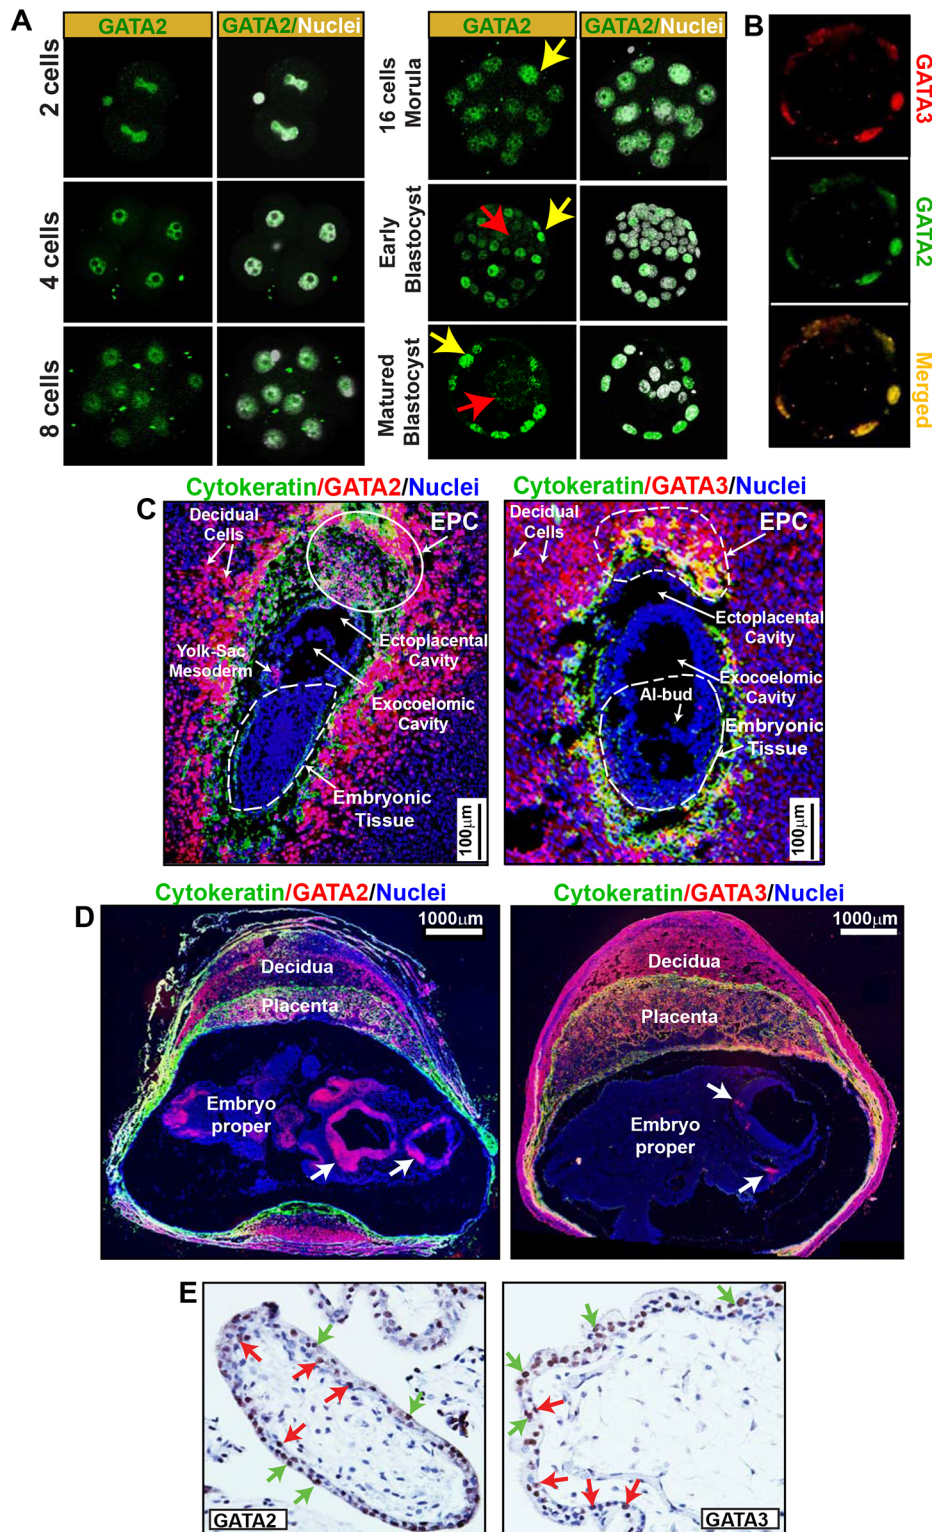 A
GATA2
GATA2/Nuclei
2 cells
4 cells
8 cells
GATA2
GATA2/Nuclei
16 cells
Morula
Early
Blastocyst
Matured
Blastocyst
B
GATA3
GATA2
Merged
C
Cytokeratin/GATA2/Nuclei
Decidual
Cells
EPC
Ectoplacental
Cavity
Yolk-Sac
Mesoderm
Exocoelomic
Cavity
Embryonic
Tissue
100µm
Cytokeratin/GATA3/Nuclei
Decidual
Cells
EPC
Ectoplacental
Cavity
Exocoelomic
Cavity
Al-bud
Embryonic
Tissue
100µm
D
Cytokeratin/GATA2/Nuclei
1000µm
Decidua
Placenta
Embryo
proper
Cytokeratin/GATA3/Nuclei
1000µm
Decidua
Placenta
Embryo
proper
E
GATA2
GATA3